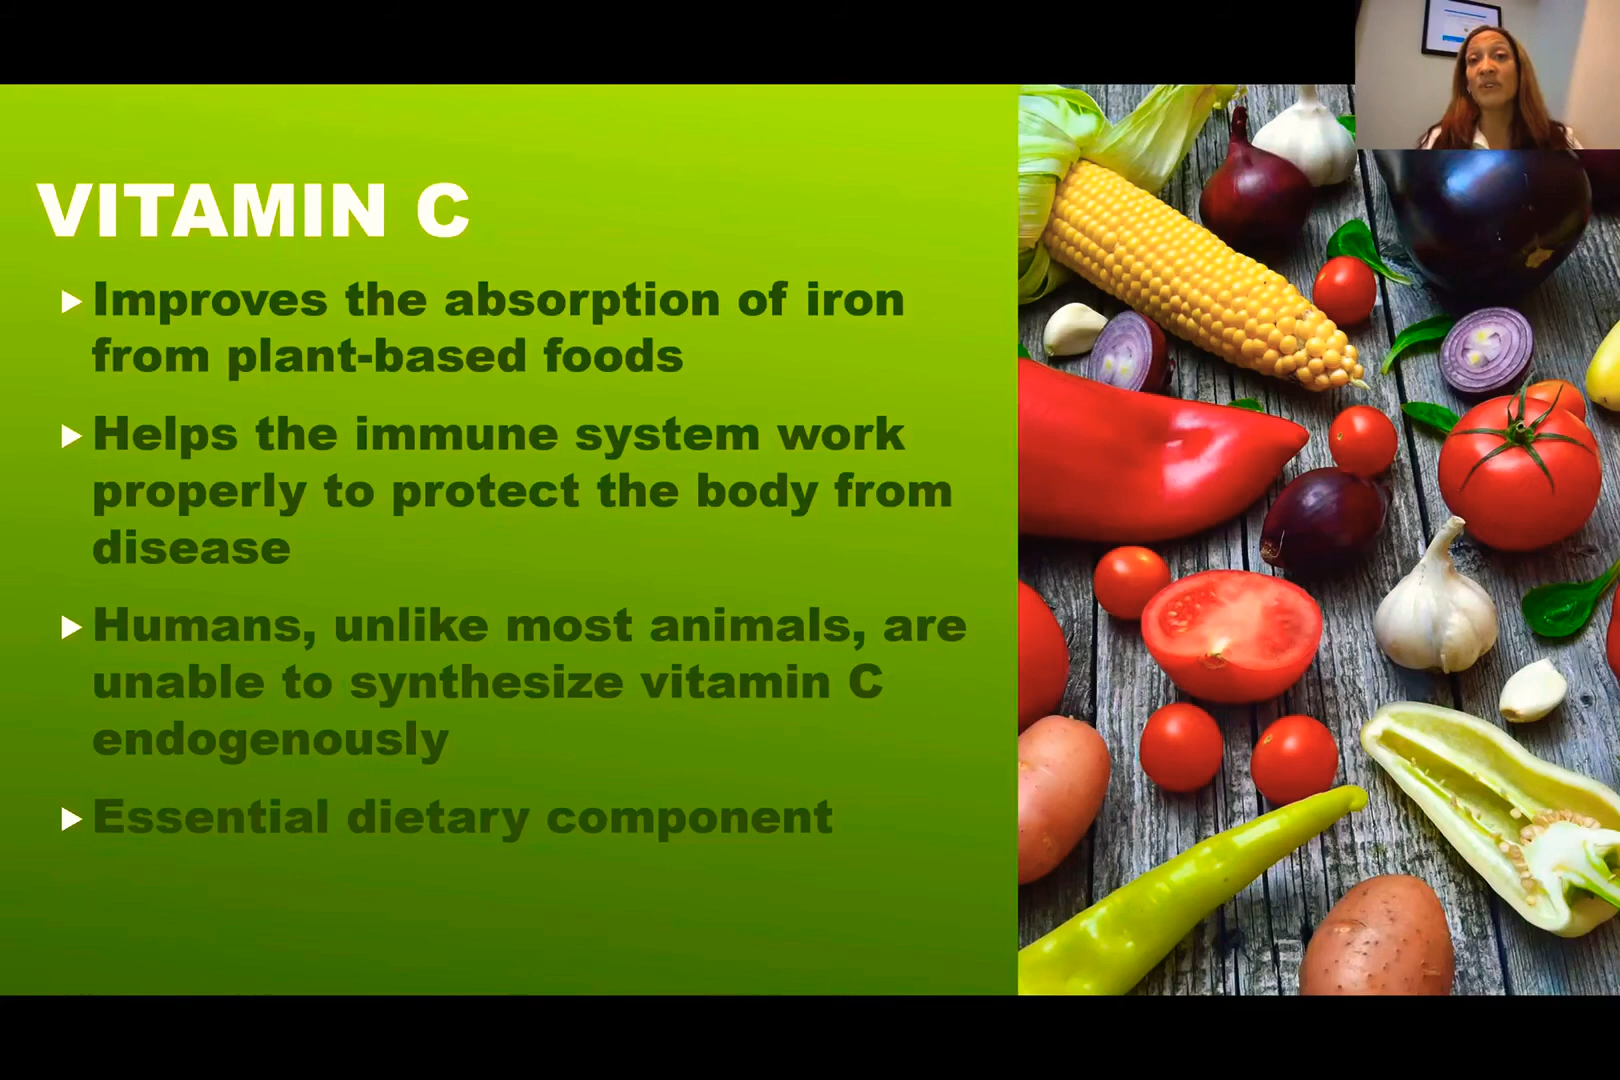 VITAMIN C
Improves the absorption of iron
from plant-based foods
Helps the immune system work
properly to protect the body from
disease
Humans, unlike most animals, are
unable to synthesize vitamin C
endogenously
Essential dietary component